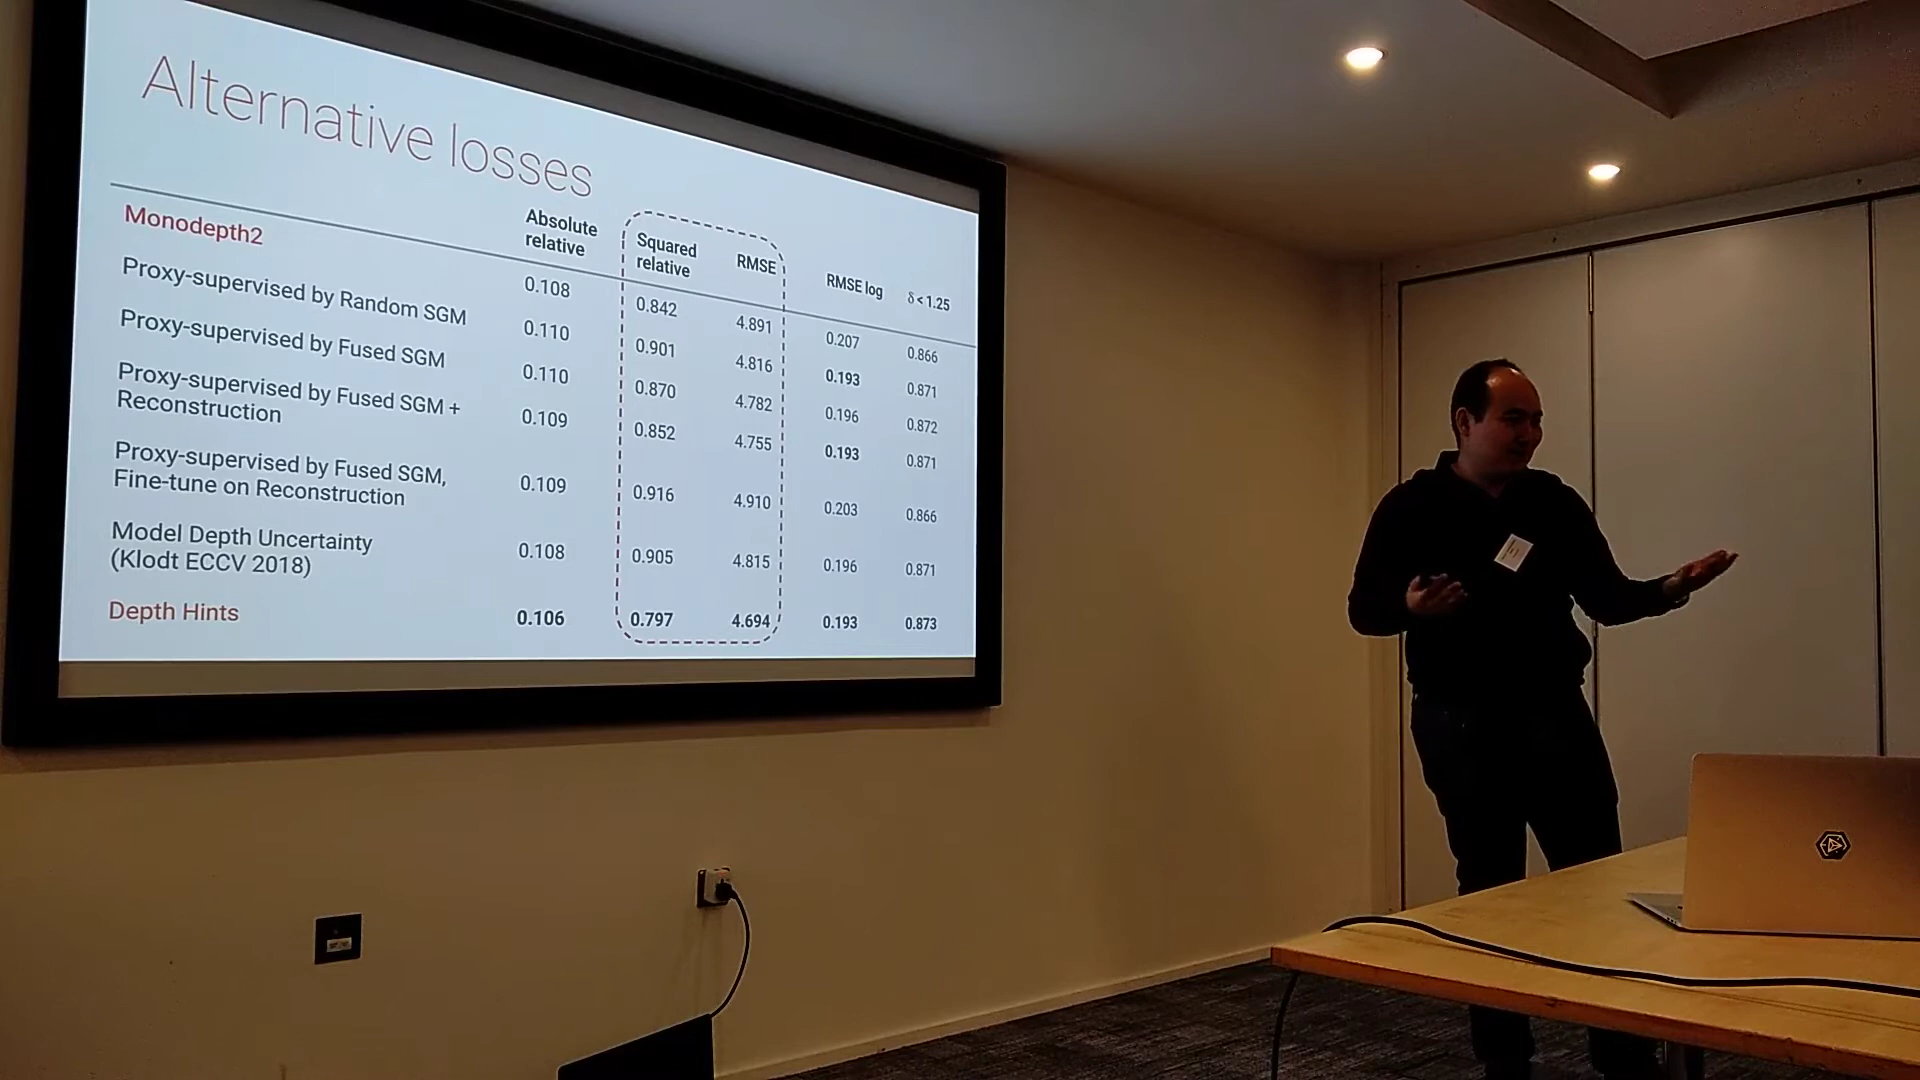 Alternative losses
Absolute
relative
Squared
relative
RMSE
RMSE log
δ < 1.25
Monodepth2 0.108 0.842 4.891 0.207 0.866
Proxy-supervised by Random SGM 0.110 0.901 4.816 0.193 0.871
Proxy-supervised by Fused SGM 0.110 0.870 4.782 0.196 0.872
Proxy-supervised by Fused SGM +
Reconstruction 0.109 0.852 4.755 0.193 0.871
Proxy-supervised by Fused SGM,
Fine-tune on Reconstruction 0.109 0.916 4.910 0.203 0.866
Model Depth Uncertainty
(Klodt ECCV 2018) 0.108 0.905 4.815 0.196 0.871
Depth Hints 0.106 0.797 4.694 0.193 0.873